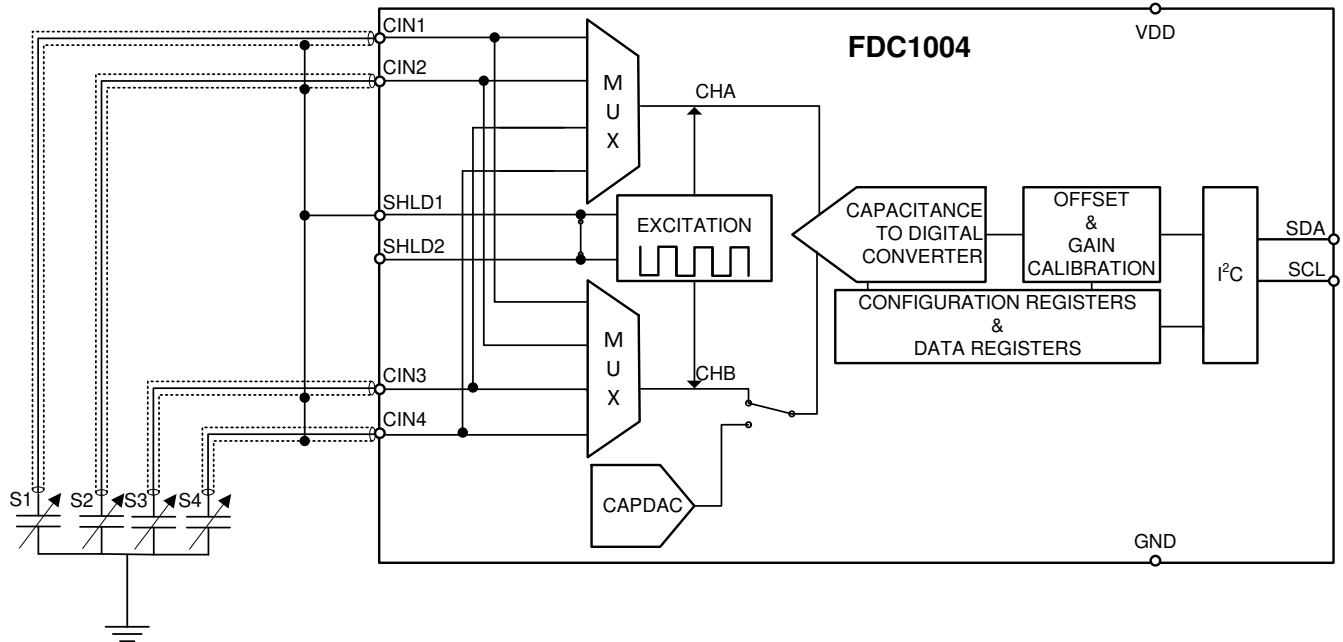 CIN1
FDC1004
VDD
CIN2
M
U
X
CHA
SHLD1
EXCITATION
SHLD2
CAPACITANCE
TO DIGITAL
CONVERTER
OFFSET
&
GAIN
CALIBRATION
I²C
SDA
SCL
CONFIGURATION REGISTERS
&
DATA REGISTERS
M
U
X
CHB
CIN3
CIN4
S1
S2
S3
S4
CAPDAC
GND